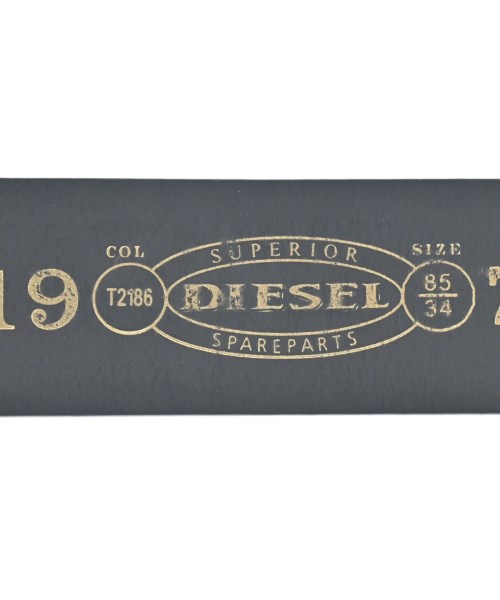 COL
SUPERIOR
SIZE
19
T2186
DIESEL
85
34
SPAREPARTS